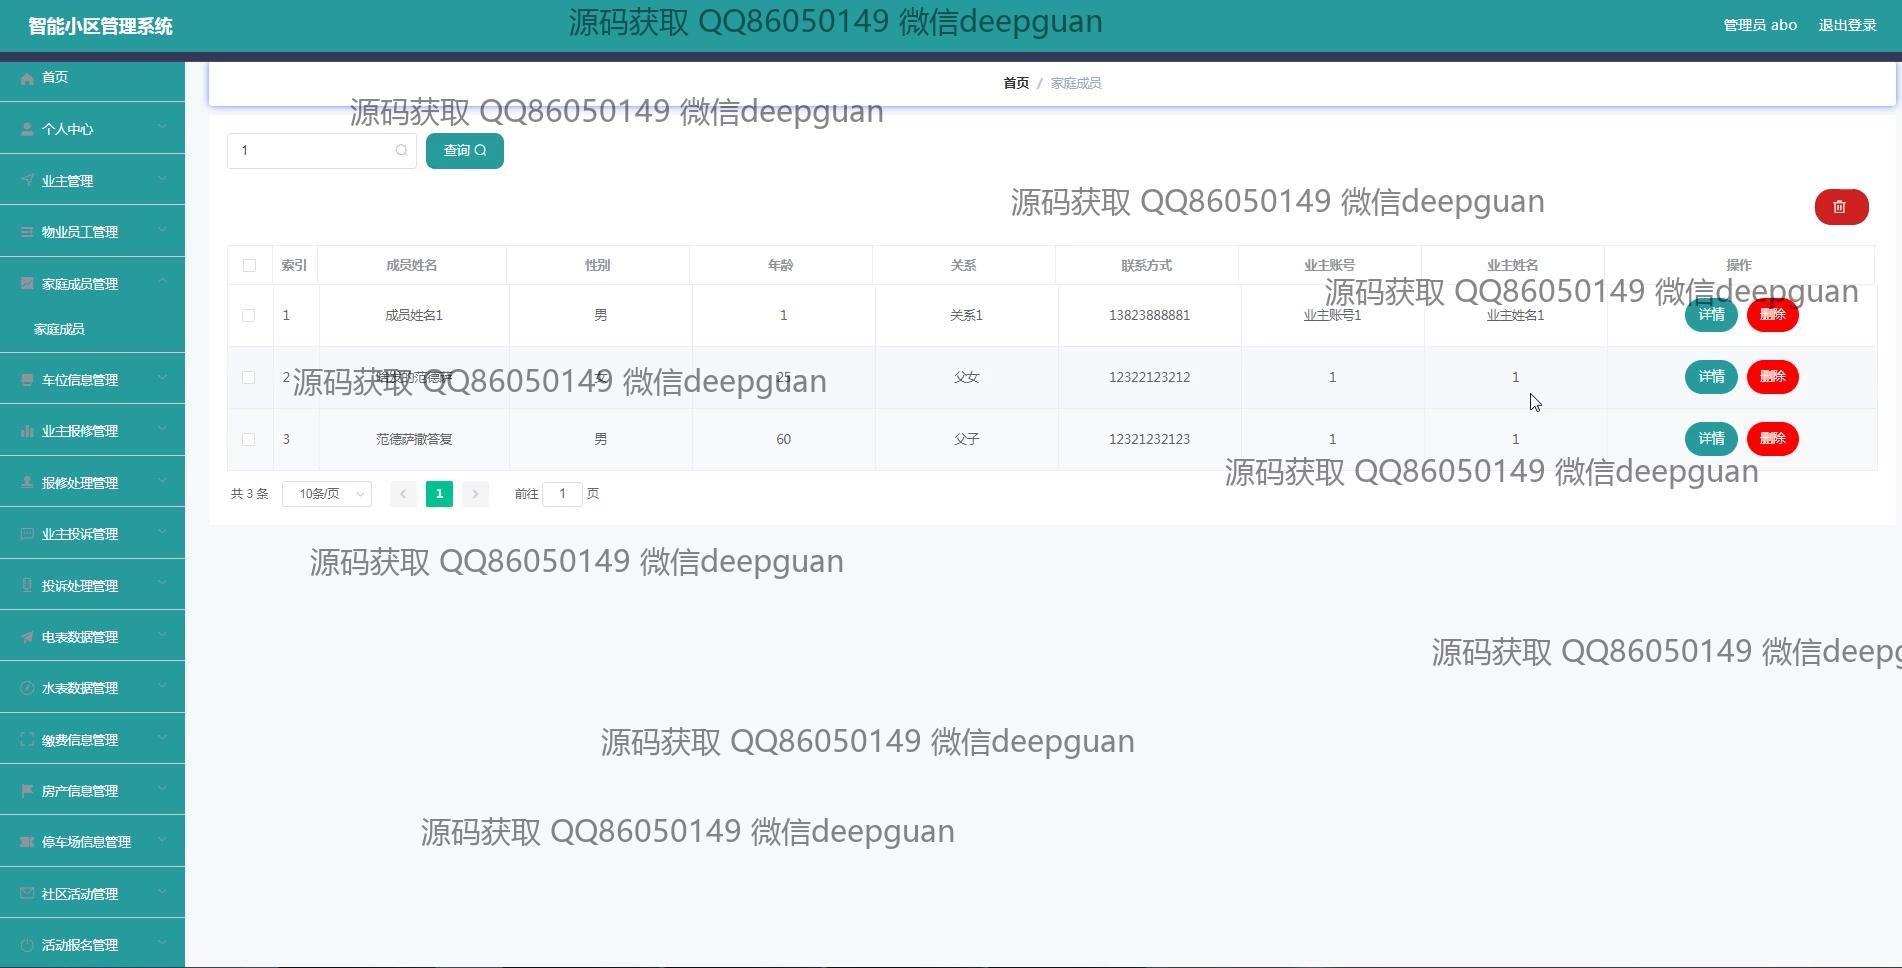 智能小区管理系统
源码获取 QQ86050149 微信deepguan
管理员 abo 退出登录
首页
个人中心
业主管理
物业员工管理
家庭成员管理
家庭成员
车位信息管理
业主报修管理
报修处理管理
业主投诉管理
投诉处理管理
电表数据管理
水表数据管理
缴费信息管理
房产信息管理
停车场信息管理
社区活动管理
活动报名管理
首页 / 家庭成员
源码获取 QQ86050149 微信deepguan
1 查询
源码获取 QQ86050149 微信deepguan
索引 成员姓名 性别 年龄 关系 联系方式 业主账号 业主姓名 操作
源码获取 QQ86050149 微信deepguan
1 成员姓名1 男 1 关系1 13823888881 业主账号1 业主姓名1 详情 删除
2 女 25 父女 12322123212 1 1 详情 删除
源码获取 QQ86050149 微信deepguan
3 范德萨撒答复 男 60 父子 12321232123 1 1 详情 删除
源码获取 QQ86050149 微信deepguan
共 3 条 10条/页 1 前往 1 页
源码获取 QQ86050149 微信deepguan
源码获取 QQ86050149 微信deepg
源码获取 QQ86050149 微信deepguan
源码获取 QQ86050149 微信deepguan